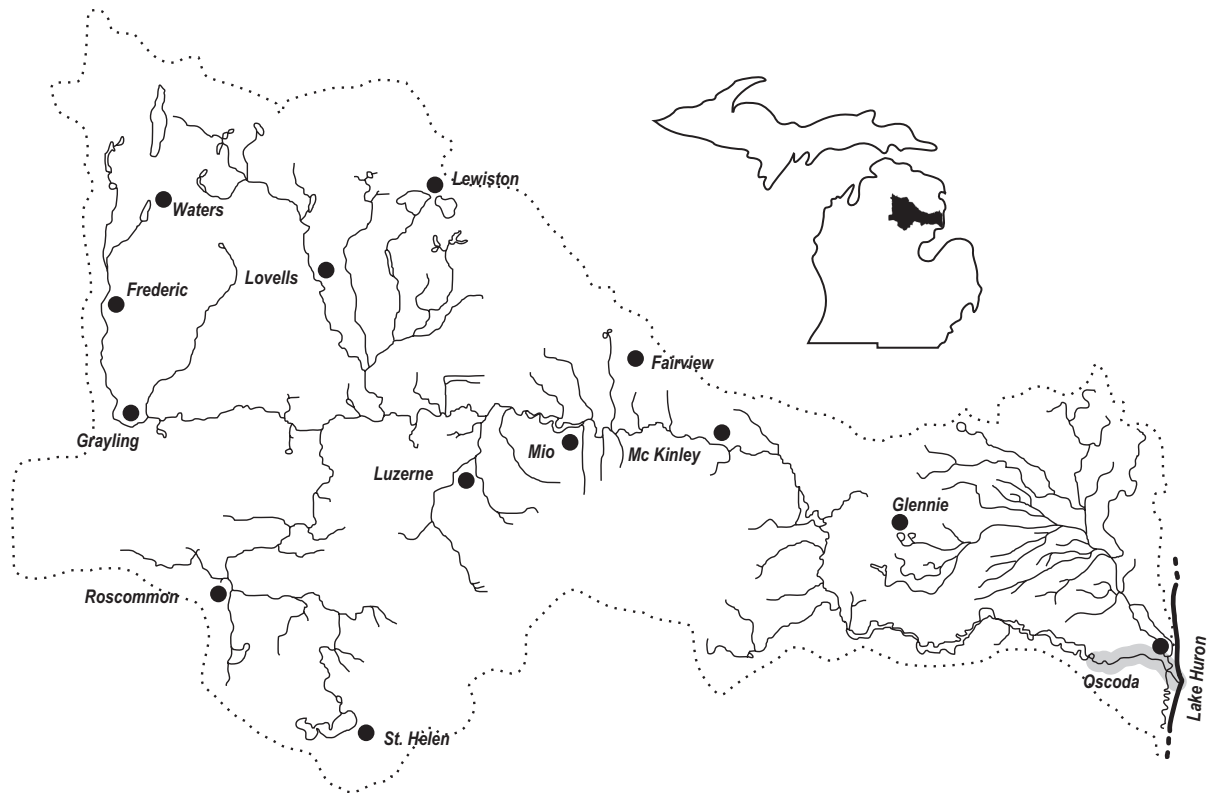 Lewiston
Waters
Lovells
Frederic
Fairview
Grayling
Mio
Mc Kinley
Luzerne
Glennie
Roscommon
Oscoda
Lake Huron
St. Helen